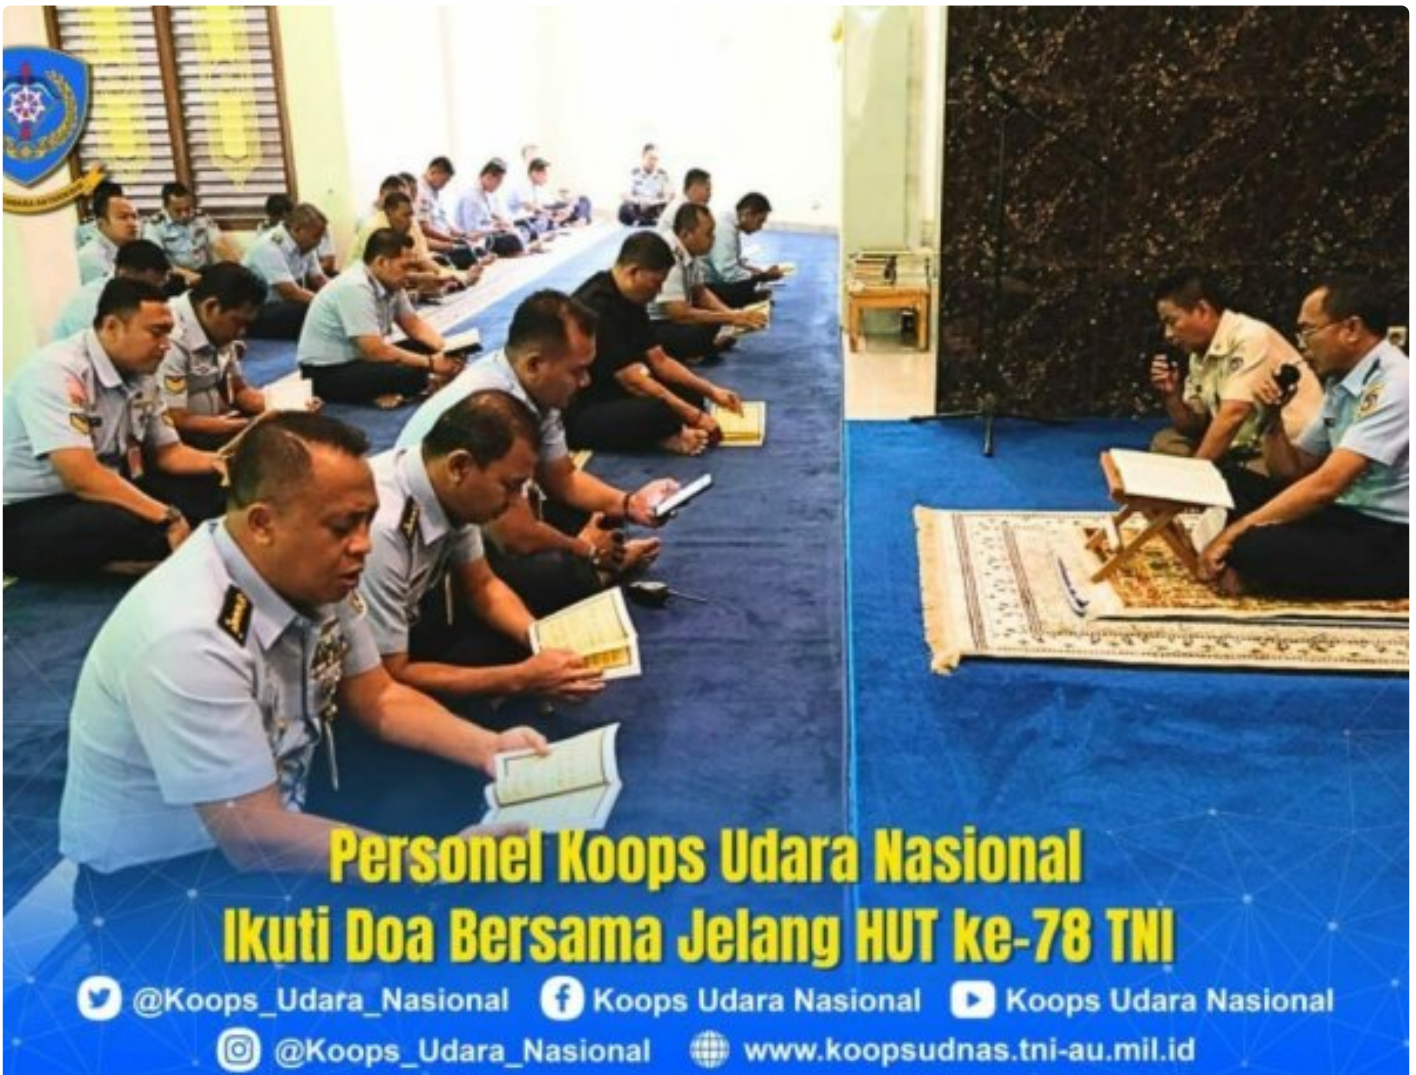 Personel Koops Udara Nasional
Ikuti Doa Bersama Jelang HUT ke-78 TNI
@Koops_Udara_Nasional Koops Udara Nasional Koops Udara Nasional
@Koops_Udara_Nasional www.koopsudnas.tni-au.mil.id